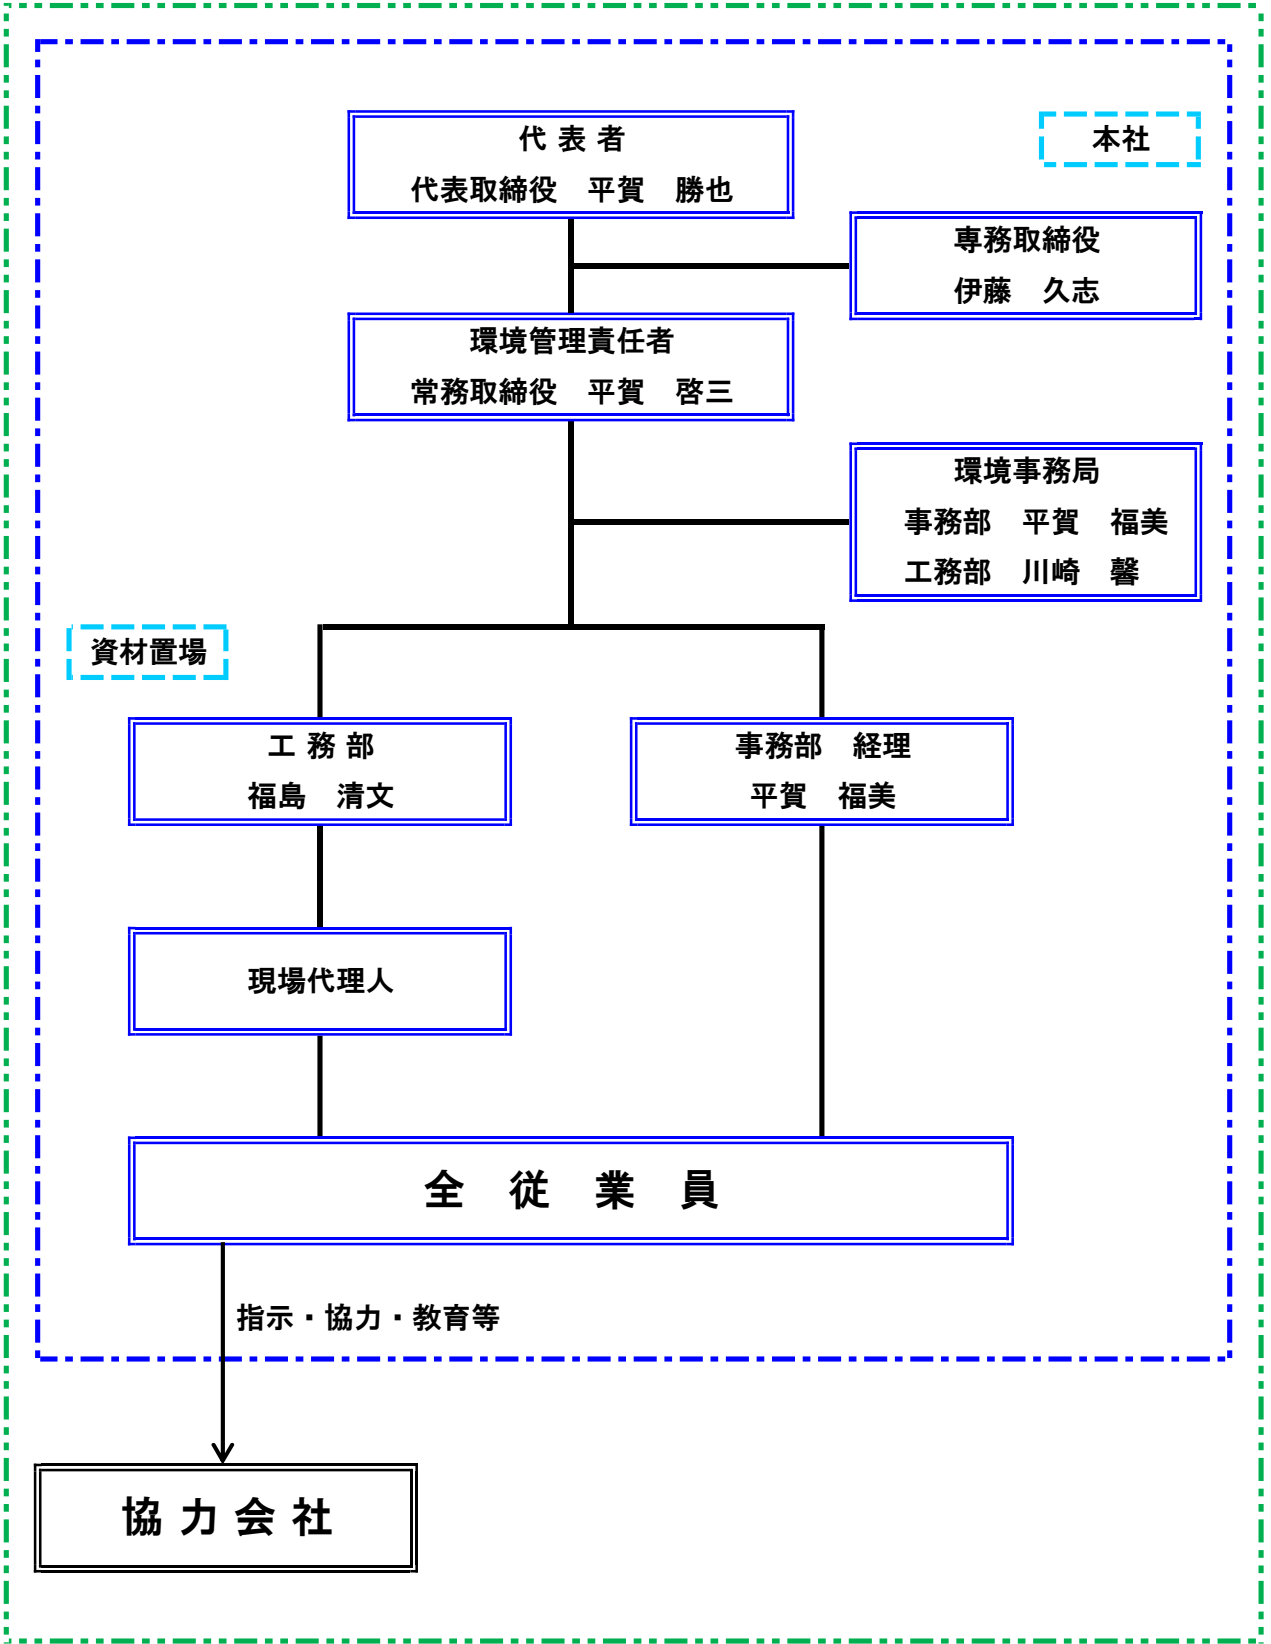 代 表 者
代表取締役　平賀　勝也
本社
専務取締役
伊藤　久志
環境管理責任者
常務取締役　平賀　啓三
環境事務局
事務部　平賀　福美
工務部　川崎　馨
資材置場
工 務 部
福島　清文
事務部　経理
平賀　福美
現場代理人
全　従　業　員
指示・協力・教育等
協 力 会 社